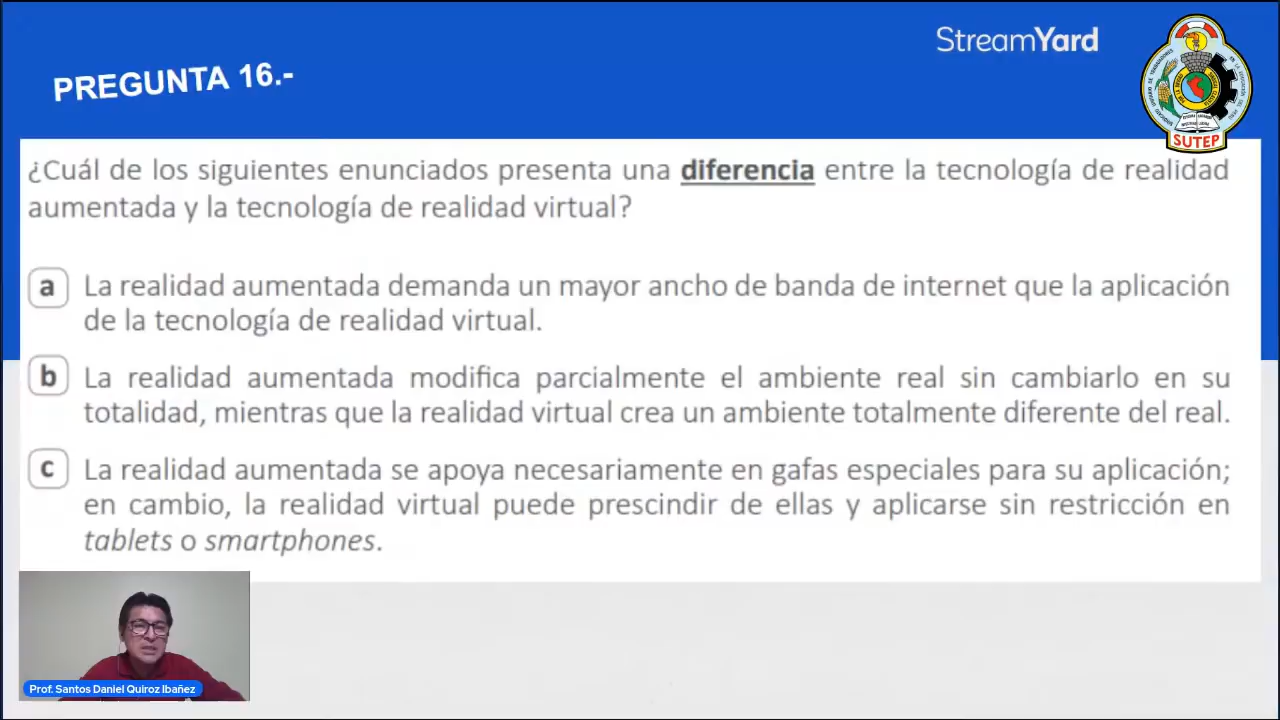 StreamYard
PREGUNTA 16.-
SUTEP
¿Cuál de los siguientes enunciados presenta una diferencia entre la tecnología de realidad
aumentada y la tecnología de realidad virtual?
a La realidad aumentada demanda un mayor ancho de banda de internet que la aplicación
de la tecnología de realidad virtual.
b La realidad aumentada modifica parcialmente el ambiente real sin cambiarlo en su
totalidad, mientras que la realidad virtual crea un ambiente totalmente diferente del real.
c La realidad aumentada se apoya necesariamente en gafas especiales para su aplicación;
en cambio, la realidad virtual puede prescindir de ellas y aplicarse sin restricción en
tablets o smartphones.
Prof. Santos Daniel Quiroz Ibañez